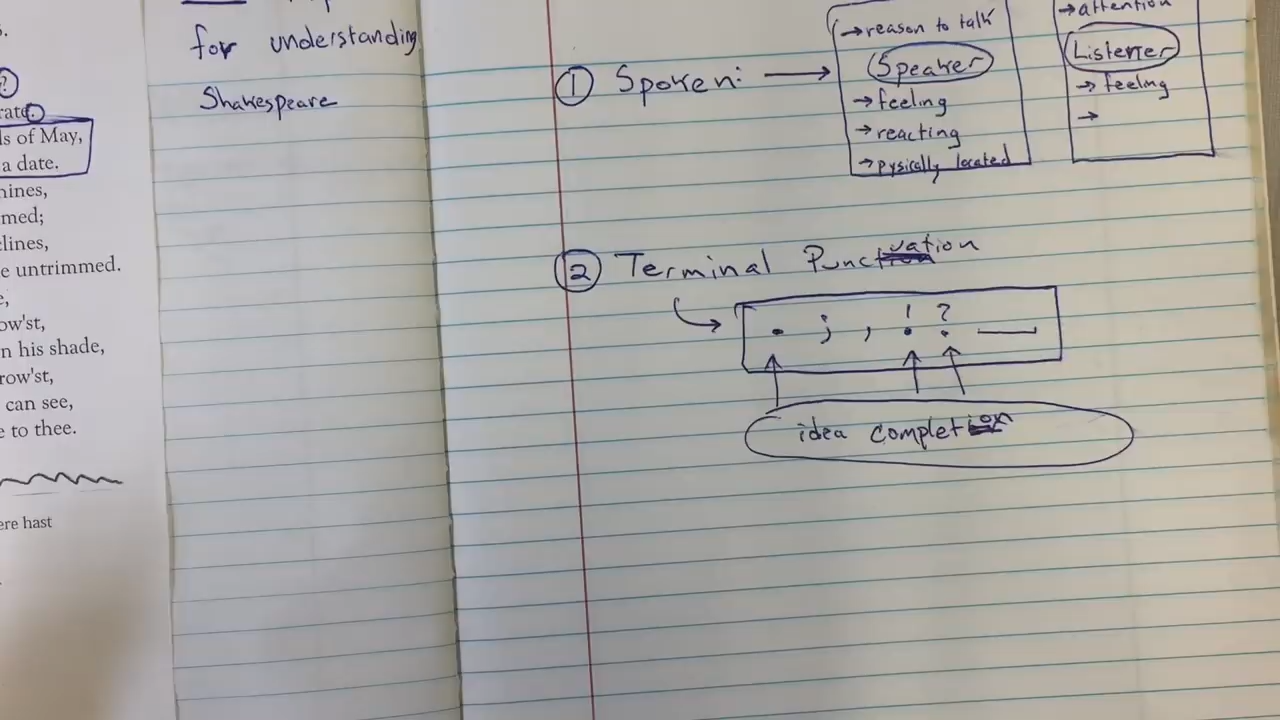 s.
?
rate.
ds of May,
a date.
hines,
med;
clines,
e untrimmed.
e,
ow'st,
n his shade,
row'st,
can see,
e to thee.
ere hast
for understanding
Shakespeare
① Spoken: →
→ reason to talk
Speaker
→ feeling
→ reacting
→ pysically located
→ attention
Listener
→ feeling
→
② Terminal Punctuation
. ; , ! ? —
idea completion